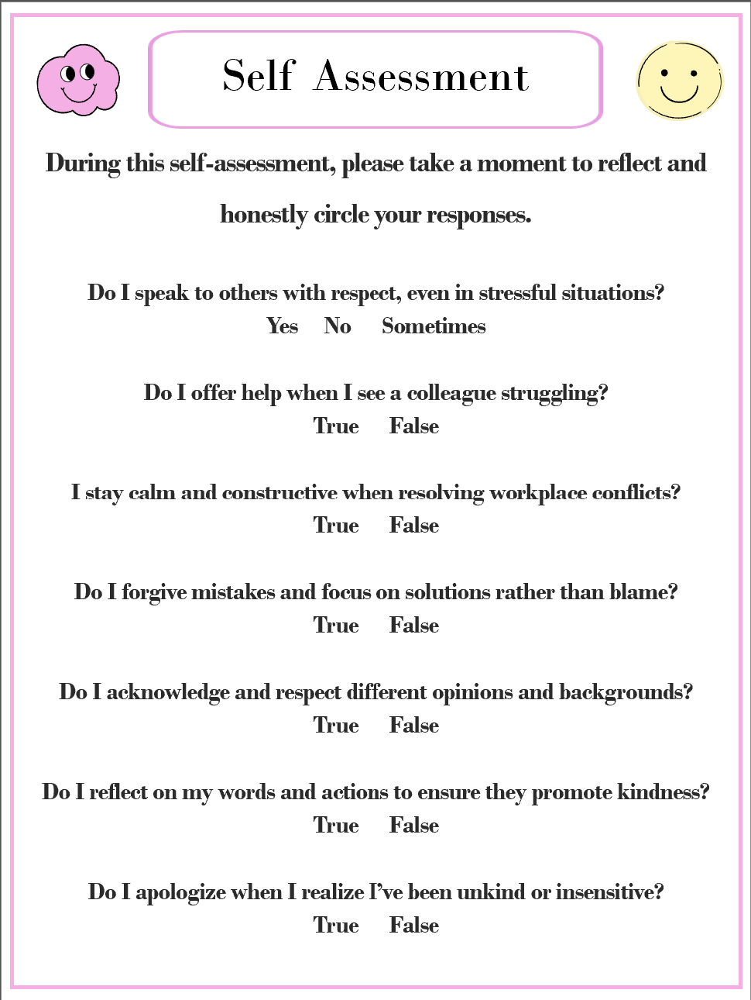 Self Assessment
During this self-assessment, please take a moment to reflect and
honestly circle your responses.
Do I speak to others with respect, even in stressful situations?
Yes No Sometimes
Do I offer help when I see a colleague struggling?
True False
I stay calm and constructive when resolving workplace conflicts?
True False
Do I forgive mistakes and focus on solutions rather than blame?
True False
Do I acknowledge and respect different opinions and backgrounds?
True False
Do I reflect on my words and actions to ensure they promote kindness?
True False
Do I apologize when I realize I’ve been unkind or insensitive?
True False